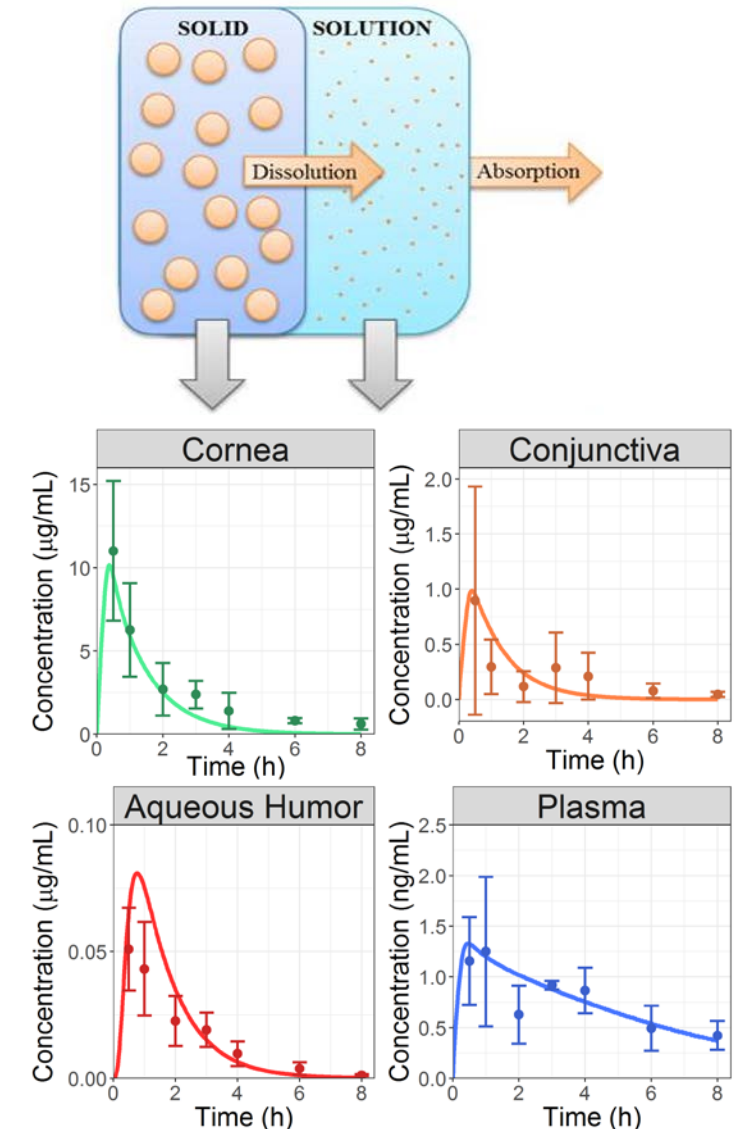 SOLID
SOLUTION
Dissolution
Absorption
Cornea
Concentration (μg/mL)
15
10
5
0
0 2 4 6 8
Time (h)
Conjunctiva
Concentration (μg/mL)
2.0
1.5
1.0
0.5
0.0
0 2 4 6 8
Time (h)
Aqueous Humor
Concentration (μg/mL)
0.10
0.05
0.00
0 2 4 6 8
Time (h)
Plasma
Concentration (ng/mL)
2.5
2.0
1.5
1.0
0.5
0.0
0 2 4 6 8
Time (h)